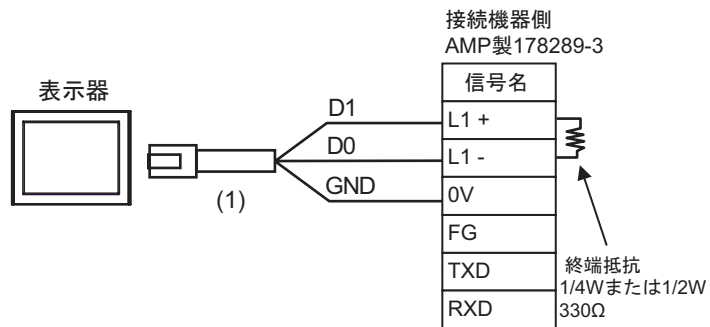 接続機器側
AMP製178289-3
表示器
信号名
D1
L1 +
D0
L1 -
GND
0V
(1)
FG
TXD
RXD
終端抵抗
1/4Wまたは1/2W
330Ω